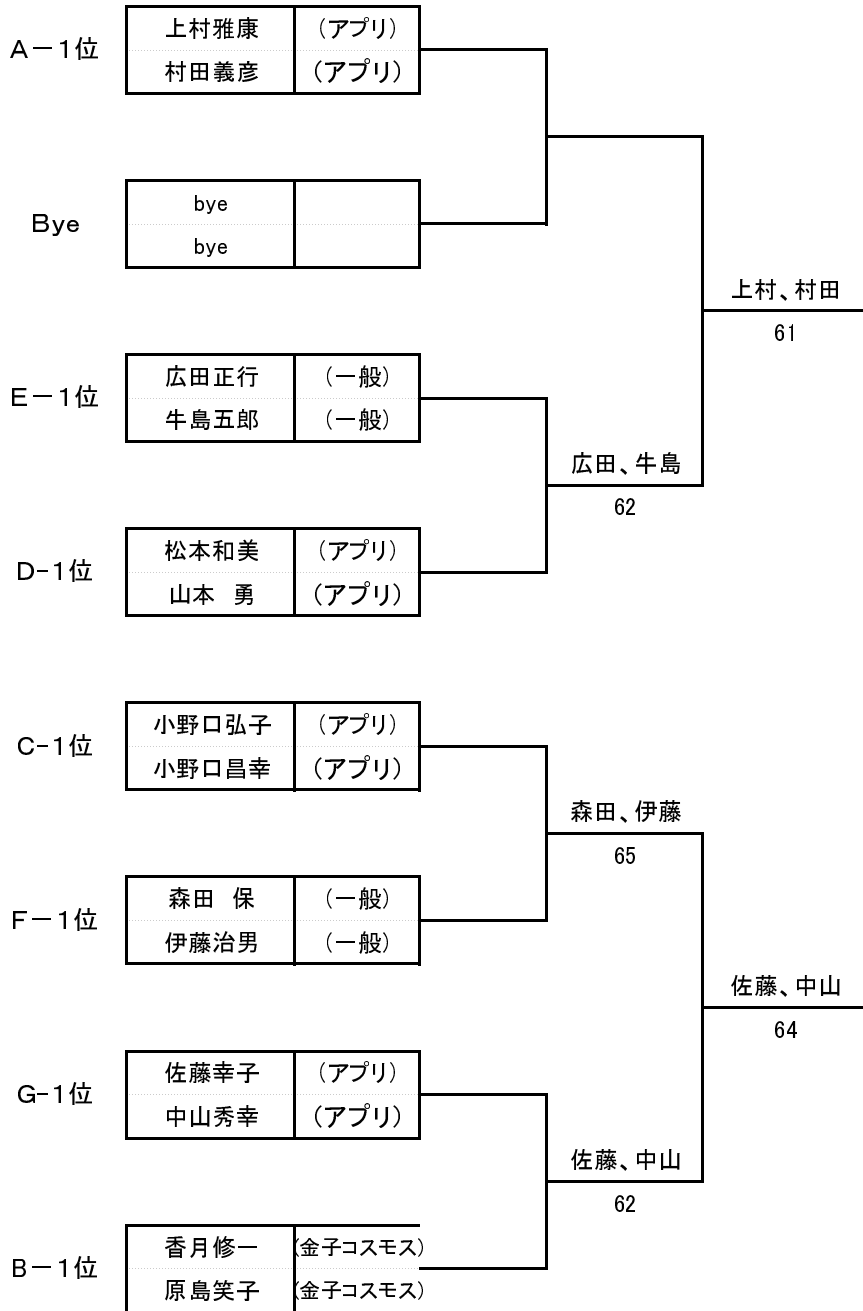 A－1位
上村雅康 (アプリ)
村田義彦 (アプリ)
Bye
bye
bye
上村、村田
61
E－1位
広田正行 (一般)
牛島五郎 (一般)
広田、牛島
62
D-1位
松本和美 (アプリ)
山本　勇 (アプリ)
C-1位
小野口弘子 (アプリ)
小野口昌幸 (アプリ)
森田、伊藤
65
F－1位
森田　保 (一般)
伊藤治男 (一般)
佐藤、中山
64
G-1位
佐藤幸子 (アプリ)
中山秀幸 (アプリ)
佐藤、中山
62
B－1位
香月修一 (金子コスモス)
原島笑子 (金子コスモス)